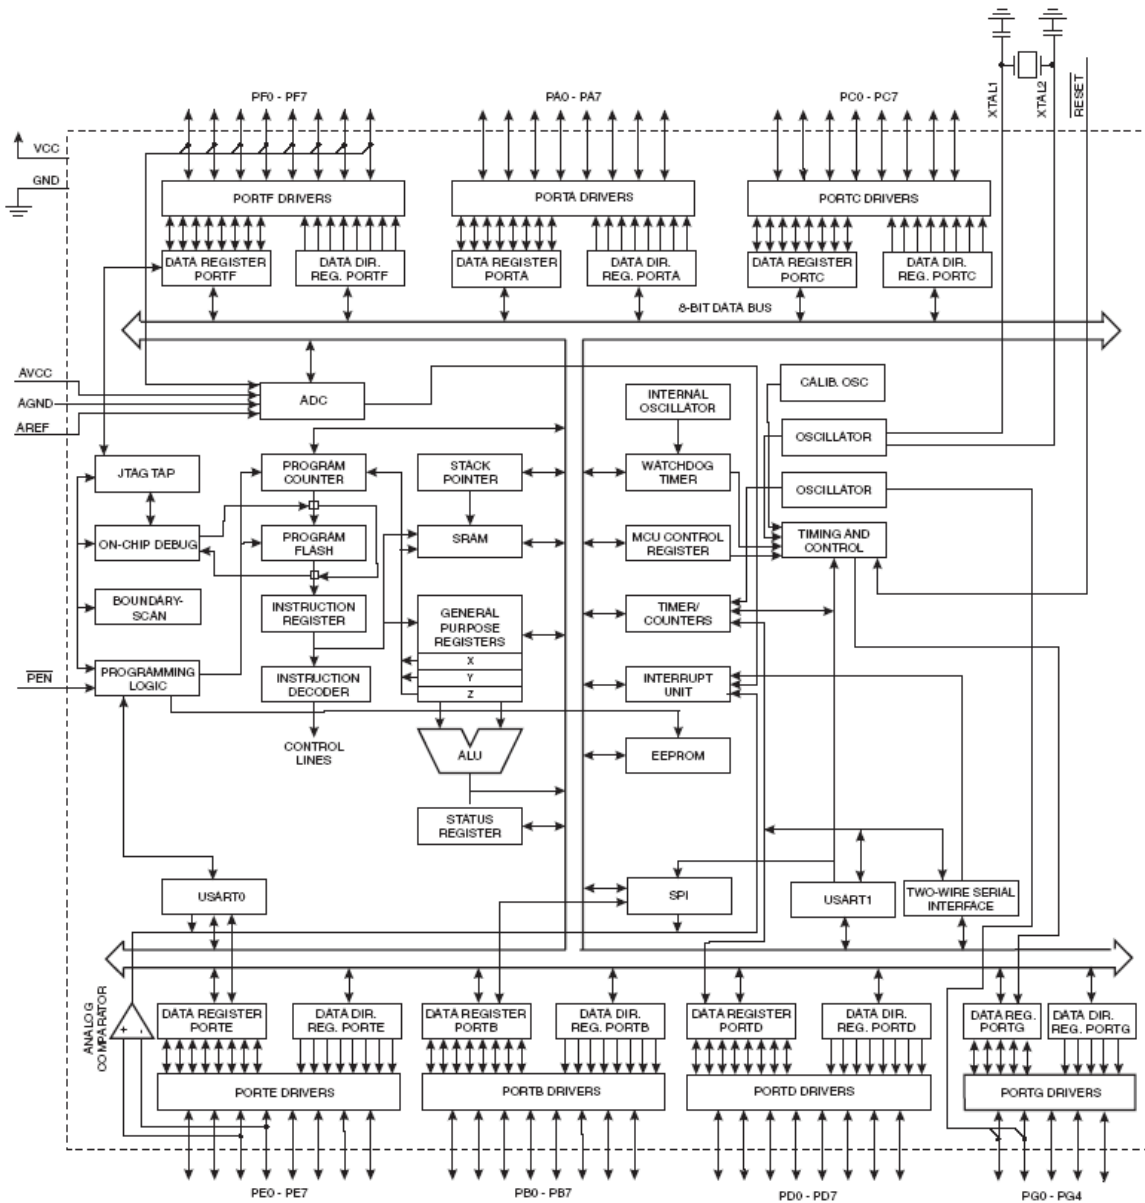 XTAL1
XTAL2
RESET
PF0 - PF7
PA0 - PA7
PC0 - PC7
VCC
GND
PORTF DRIVERS
PORTA DRIVERS
PORTC DRIVERS
DATA REGISTER
PORTF
DATA DIR.
REG. PORTF
DATA REGISTER
PORTA
DATA DIR.
REG. PORTA
DATA REGISTER
PORTC
DATA DIR.
REG. PORTC
8-BIT DATA BUS
AVCC
AGND
AREF
ADC
INTERNAL
OSCILLATOR
CALIB. OSC
OSCILLATOR
JTAG TAP
PROGRAM
COUNTER
STACK
POINTER
WATCHDOG
TIMER
OSCILLATOR
ON-CHIP DEBUG
PROGRAM
FLASH
SRAM
MCU CONTROL
REGISTER
TIMING AND
CONTROL
BOUNDARY-
SCAN
INSTRUCTION
REGISTER
GENERAL
PURPOSE
REGISTERS
X
Y
Z
TIMER/
COUNTERS
PEN
PROGRAMMING
LOGIC
INSTRUCTION
DECODER
INTERRUPT
UNIT
CONTROL
LINES
ALU
EEPROM
STATUS
REGISTER
USART0
SPI
USART1
TWO-WIRE SERIAL
INTERFACE
ANALOG
COMPARATOR
+
-
DATA REGISTER
PORTE
DATA DIR.
REG. PORTE
DATA REGISTER
PORTB
DATA DIR.
REG. PORTB
DATA REGISTER
PORTD
DATA DIR.
REG. PORTD
DATA REG.
PORTG
DATA DIR.
REG. PORTG
PORTE DRIVERS
PORTB DRIVERS
PORTD DRIVERS
PORTG DRIVERS
PE0 - PE7
PB0 - PB7
PD0 - PD7
PG0 - PG4